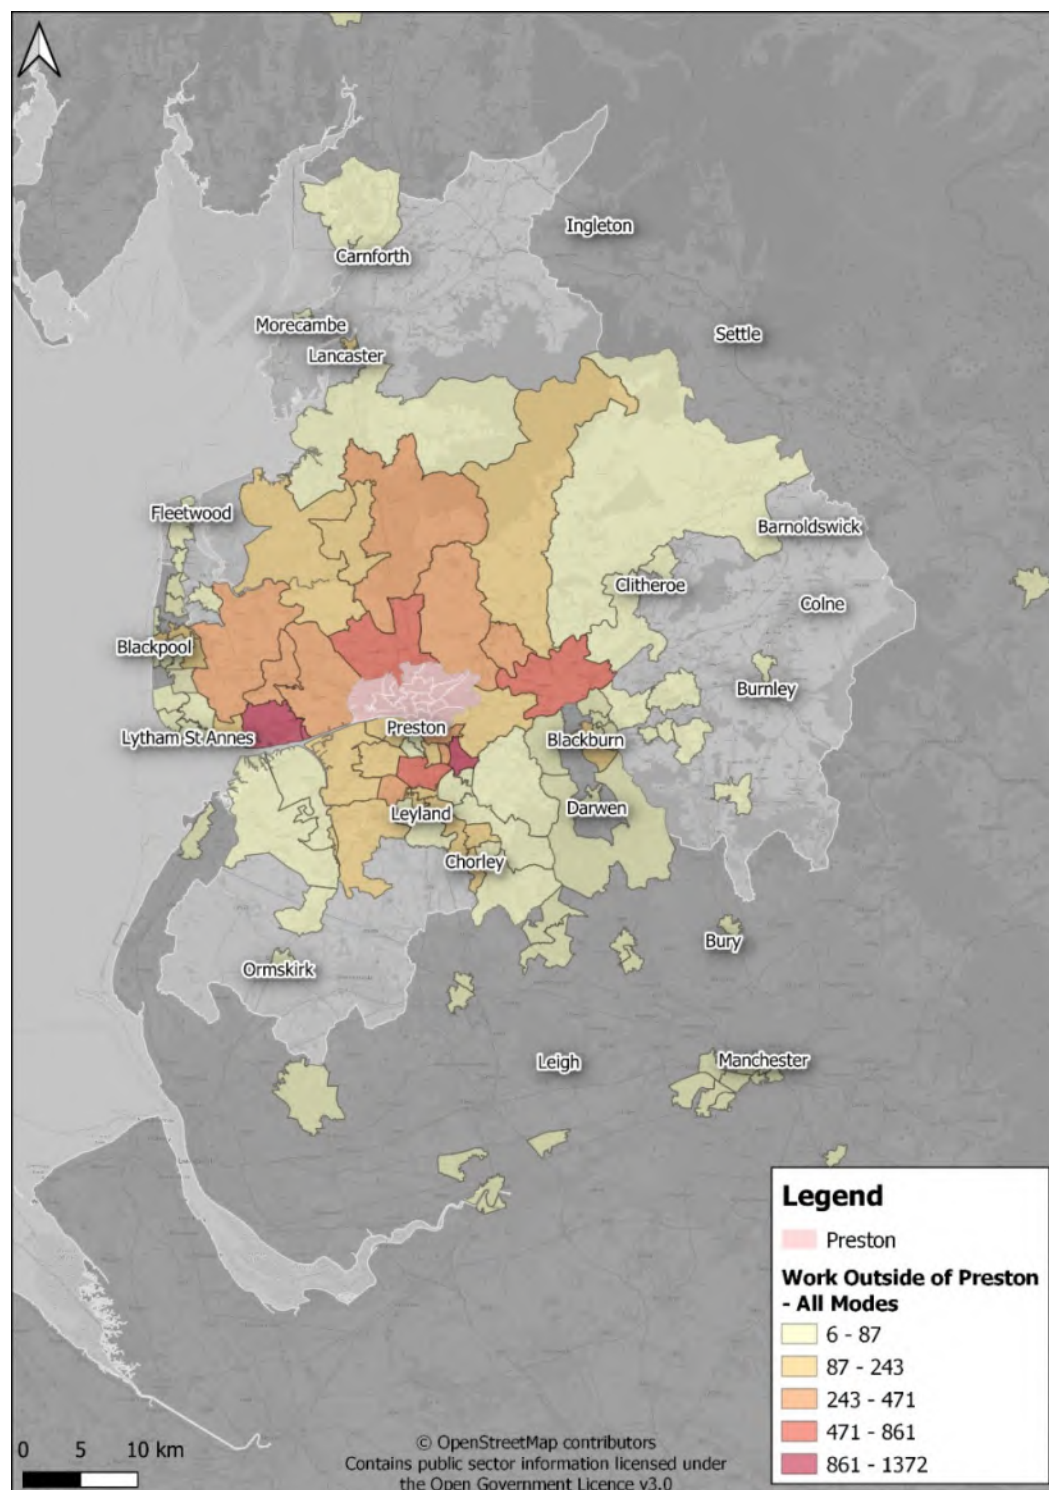 Ingleton
Carnforth
Morecambe
Lancaster
Settle
Fleetwood
Barnoldswick
Clitheroe
Colne
Blackpool
Burnley
Lytham St Annes
Preston
Blackburn
Leyland
Darwen
Chorley
Bury
Ormskirk
Leigh
Manchester
Legend
Preston
Work Outside of Preston
- All Modes
6 - 87
87 - 243
243 - 471
471 - 861
861 - 1372
0 5 10 km
© OpenStreetMap contributors
Contains public sector information licensed under
the Open Government Licence v3.0